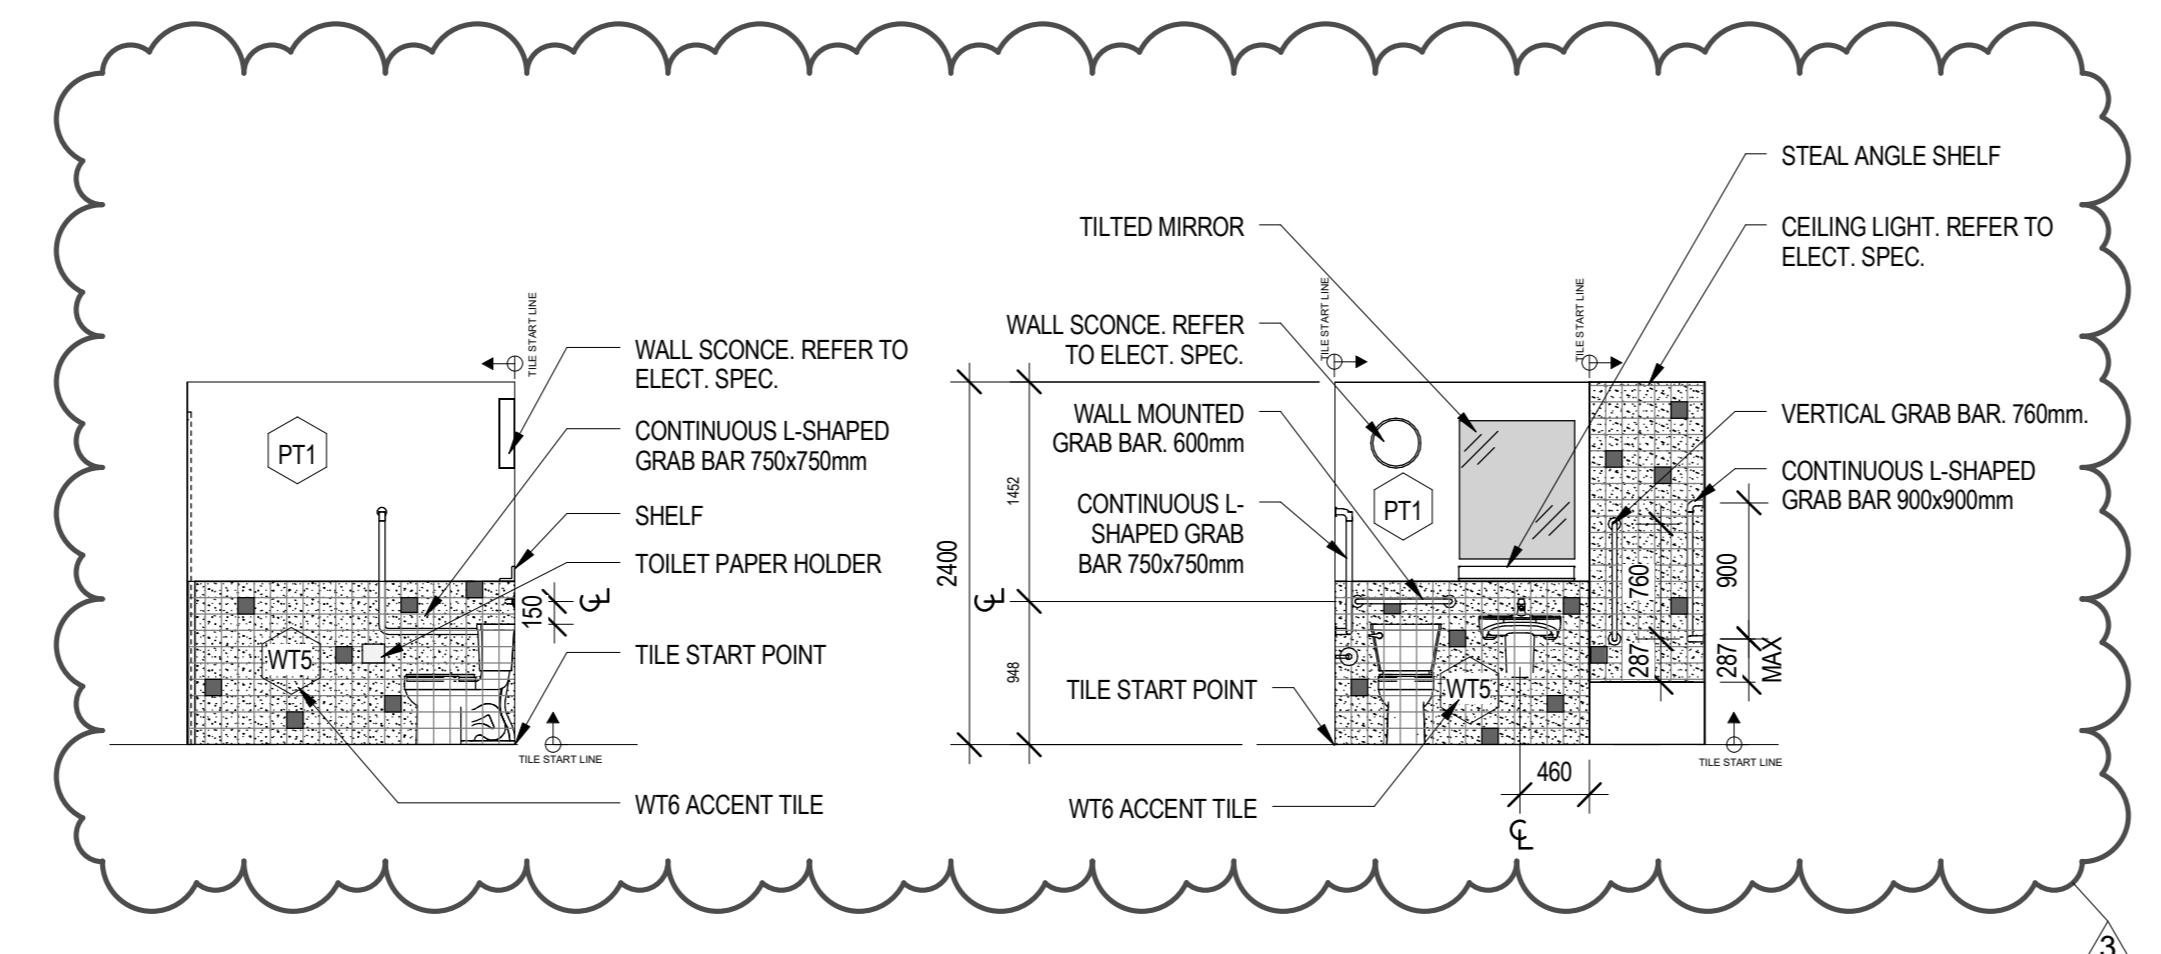 TILE START LINE
WALL SCONCE. REFER TO
ELECT. SPEC.
CONTINUOUS L-SHAPED
GRAB BAR 750x750mm
SHELF
TOILET PAPER HOLDER
TILE START POINT
TILE START LINE
WT6 ACCENT TILE
PT1
WT5
150
CL
2400
1452
948
CL
TILTED MIRROR
WALL SCONCE. REFER
TO ELECT. SPEC.
WALL MOUNTED
GRAB BAR. 600mm
CONTINUOUS L-
SHAPED GRAB
BAR 750x750mm
TILE START POINT
WT6 ACCENT TILE
TILE START LINE
TILE START LINE
PT1
WT5
STEAL ANGLE SHELF
CEILING LIGHT. REFER TO
ELECT. SPEC.
VERTICAL GRAB BAR. 760mm.
CONTINUOUS L-SHAPED
GRAB BAR 900x900mm
760
287
900
287
MAX
TILE START LINE
460
CL
3